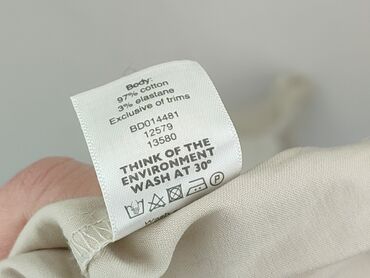 Body:
97% cotton
3% elastane
Exclusive of trims
BD014481
12579
13580
THINK OF THE
ENVIRONMENT
WASH AT 30°